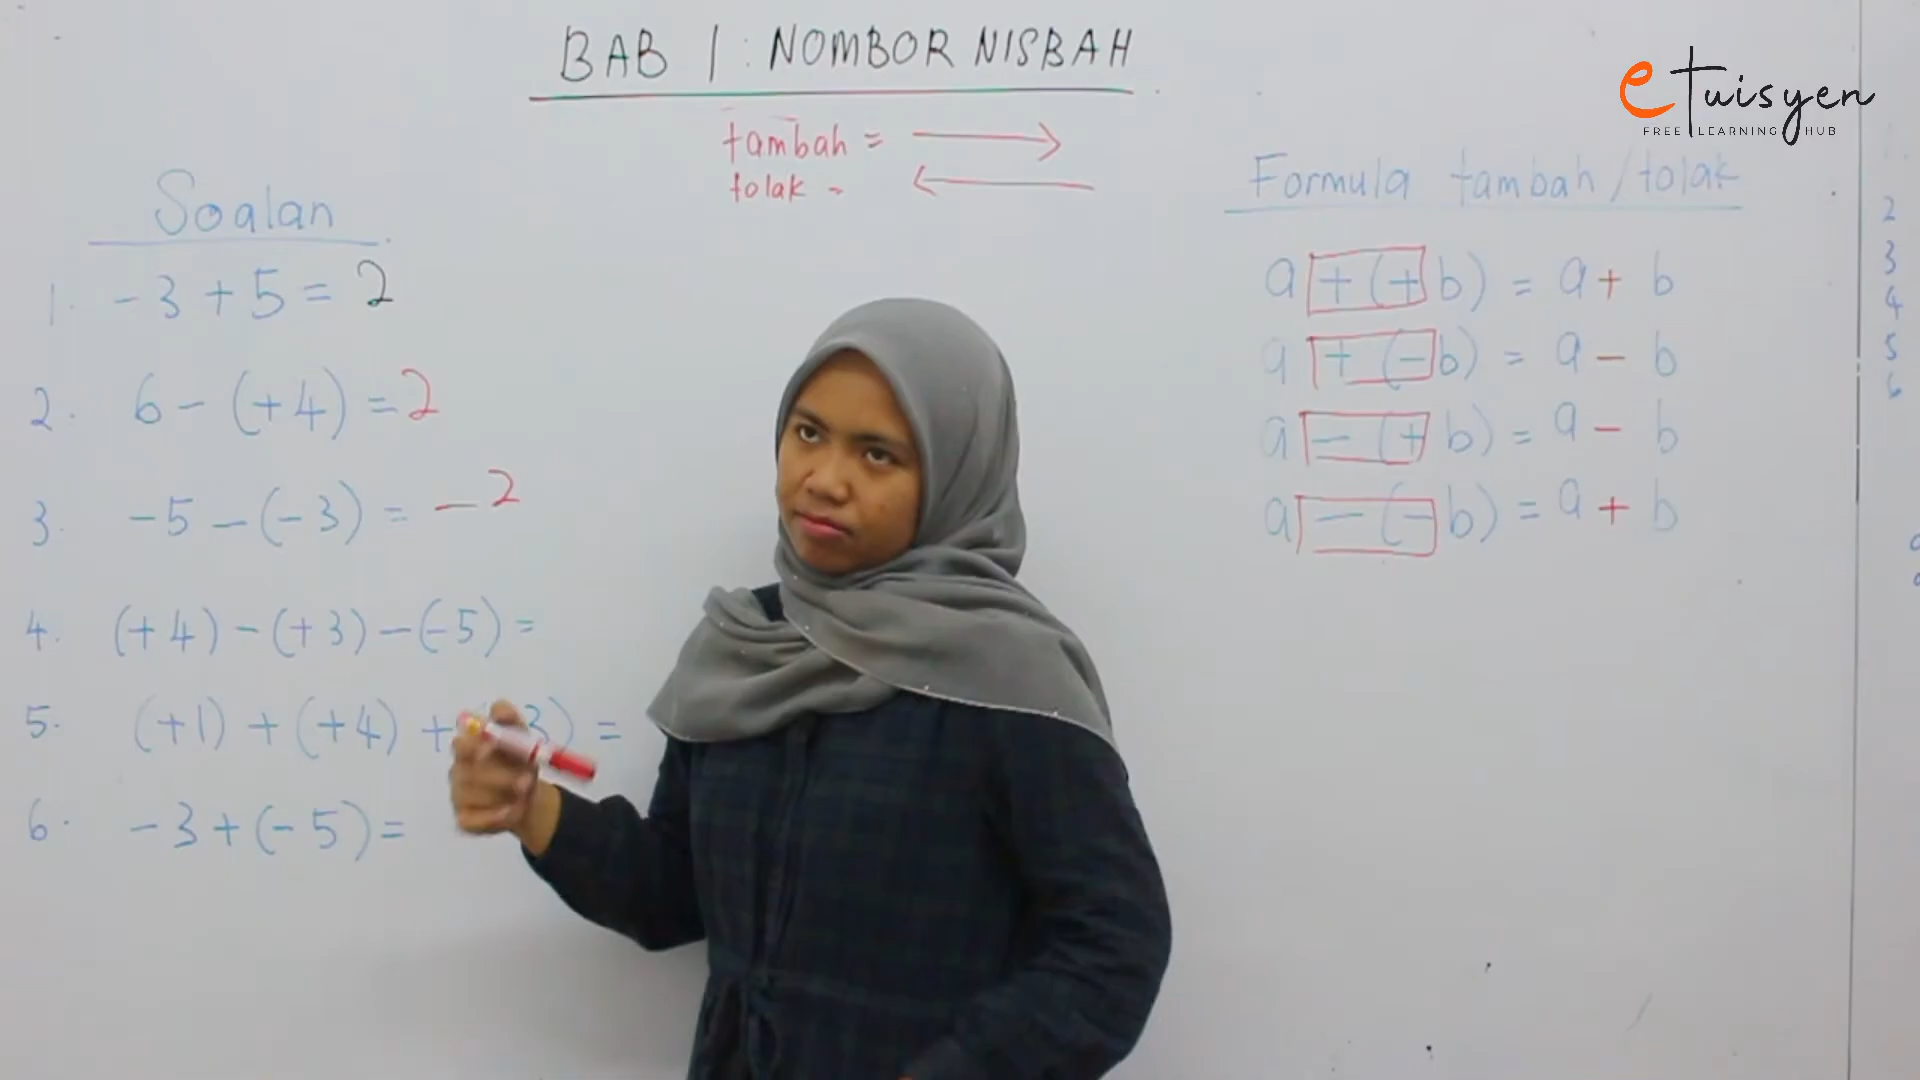 BAB 1 : NOMBOR NISBAH
tambah = →
tolak = ←
Soalan
1. -3 + 5 = 2
2. 6 - (+4) = 2
3. -5 - (-3) = -2
4. (+4) - (+3) - (-5) =
5. (+1) + (+4) + 3) =
6. -3 + (-5) =
eTuisyen
FREE LEARNING HUB
Formula tambah / tolak
a + (+b) = a + b
a + (-b) = a - b
a - (+b) = a - b
a - (-b) = a + b
2
3
4
5
6